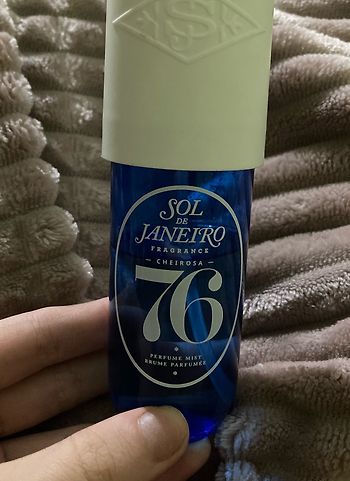 SOL
DE
JANEIRO
FRAGRANCE
CHEIROSA
76
PERFUME MIST
BRUME PARFUMÉE